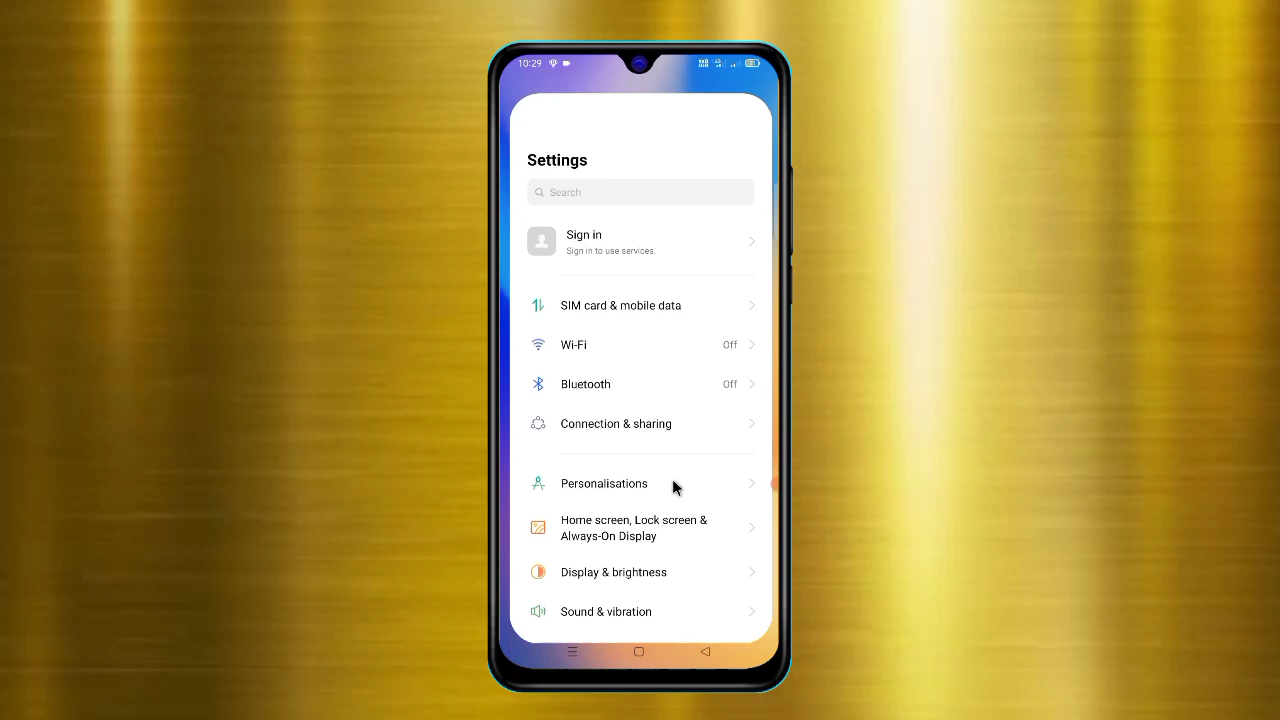 10:29
Settings
Search
Sign in
Sign in to use services.
SIM card & mobile data
Wi-Fi Off
Bluetooth Off
Connection & sharing
Personalisations
Home screen, Lock screen &
Always-On Display
Display & brightness
Sound & vibration